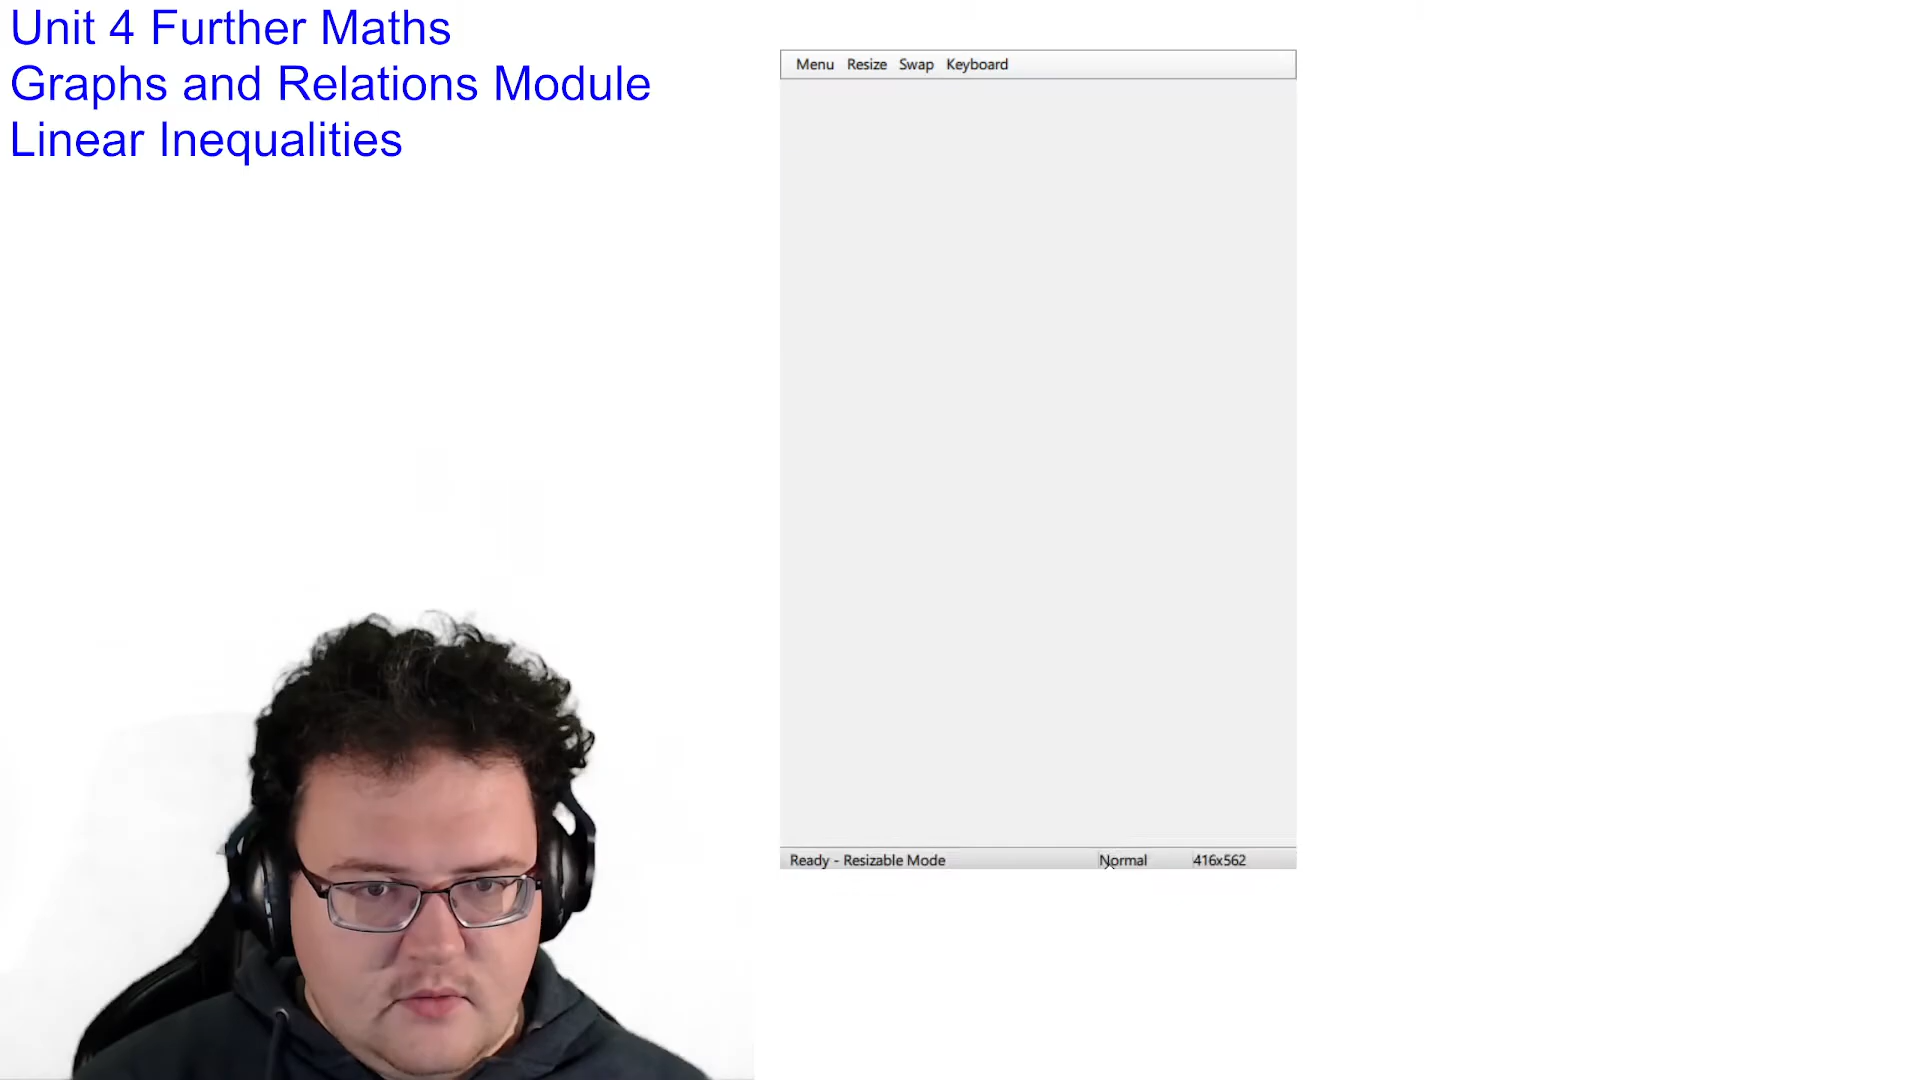 Unit 4 Further Maths
Graphs and Relations Module
Linear Inequalities
Menu Resize Swap Keyboard
Ready - Resizable Mode Normal 416x562